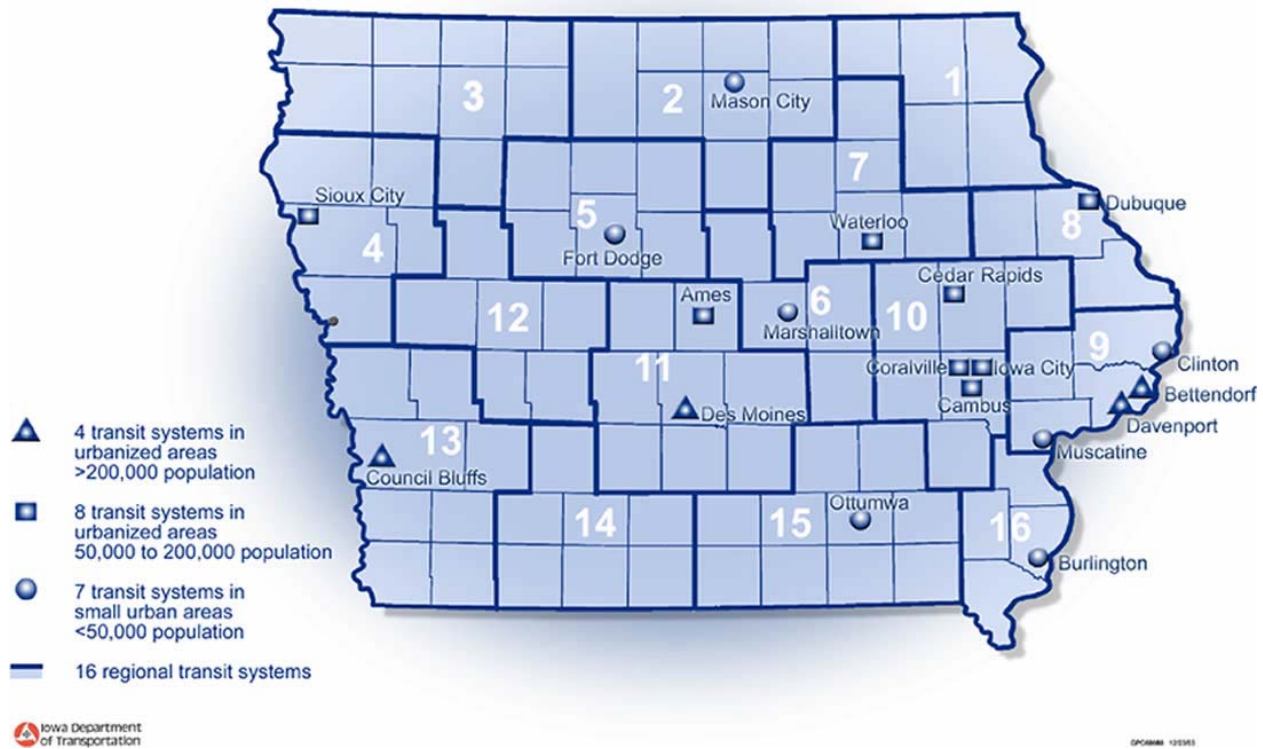 3
2
Mason City
1
7
Sioux City
Dubuque
5
8
4
Waterloo
Fort Dodge
Cedar Rapids
Ames
12
6
10
Marshalltown
9
11
Coralville
Iowa City
Clinton
Cambus
Bettendorf
Des Moines
Davenport
13
Muscatine
Council Bluffs
Ottumwa
14
15
16
Burlington
4 transit systems in
urbanized areas
>200,000 population
8 transit systems in
urbanized areas
50,000 to 200,000 population
7 transit systems in
small urban areas
<50,000 population
16 regional transit systems
Iowa Department
of Transportation